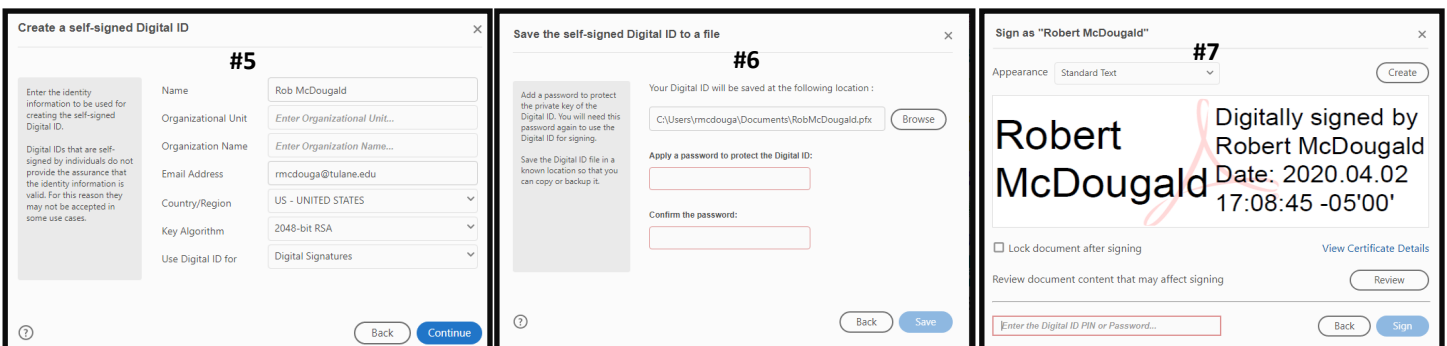 Create a self-signed Digital ID
#5
Enter the identity
information to be used for
creating the self-signed
Digital ID.
Digital IDs that are self-
signed by individuals do not
provide the assurance that
the identity information is
valid. For this reason they
may not be accepted in
some use cases.
Name
Rob McDougald
Organizational Unit
Enter Organizational Unit...
Organization Name
Enter Organization Name...
Email Address
rmcdouga@tulane.edu
Country/Region
US - UNITED STATES
Key Algorithm
2048-bit RSA
Use Digital ID for
Digital Signatures
Back
Continue
Save the self-signed Digital ID to a file
#6
Add a password to protect
the private key of the
Digital ID. You will need this
password again to use the
Digital ID for signing.
Save the Digital ID file in a
known location so that you
can copy or backup it.
Your Digital ID will be saved at the following location :
C:\Users\rmcdouga\Documents\RobMcDougald.pfx
Browse
Apply a password to protect the Digital ID:
Confirm the password:
Back
Save
Sign as "Robert McDougald"
#7
Appearance
Standard Text
Create
Robert
McDougald
Digitally signed by
Robert McDougald
Date: 2020.04.02
17:08:45 -05'00'
Lock document after signing
View Certificate Details
Review document content that may affect signing
Review
Enter the Digital ID PIN or Password...
Back
Sign